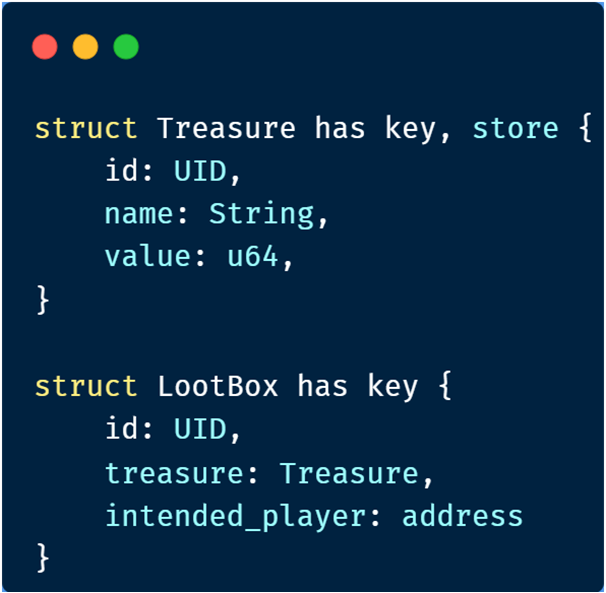 struct Treasure has key, store {
    id: UID,
    name: String,
    value: u64,
}

struct LootBox has key {
    id: UID,
    treasure: Treasure,
    intended_player: address
}